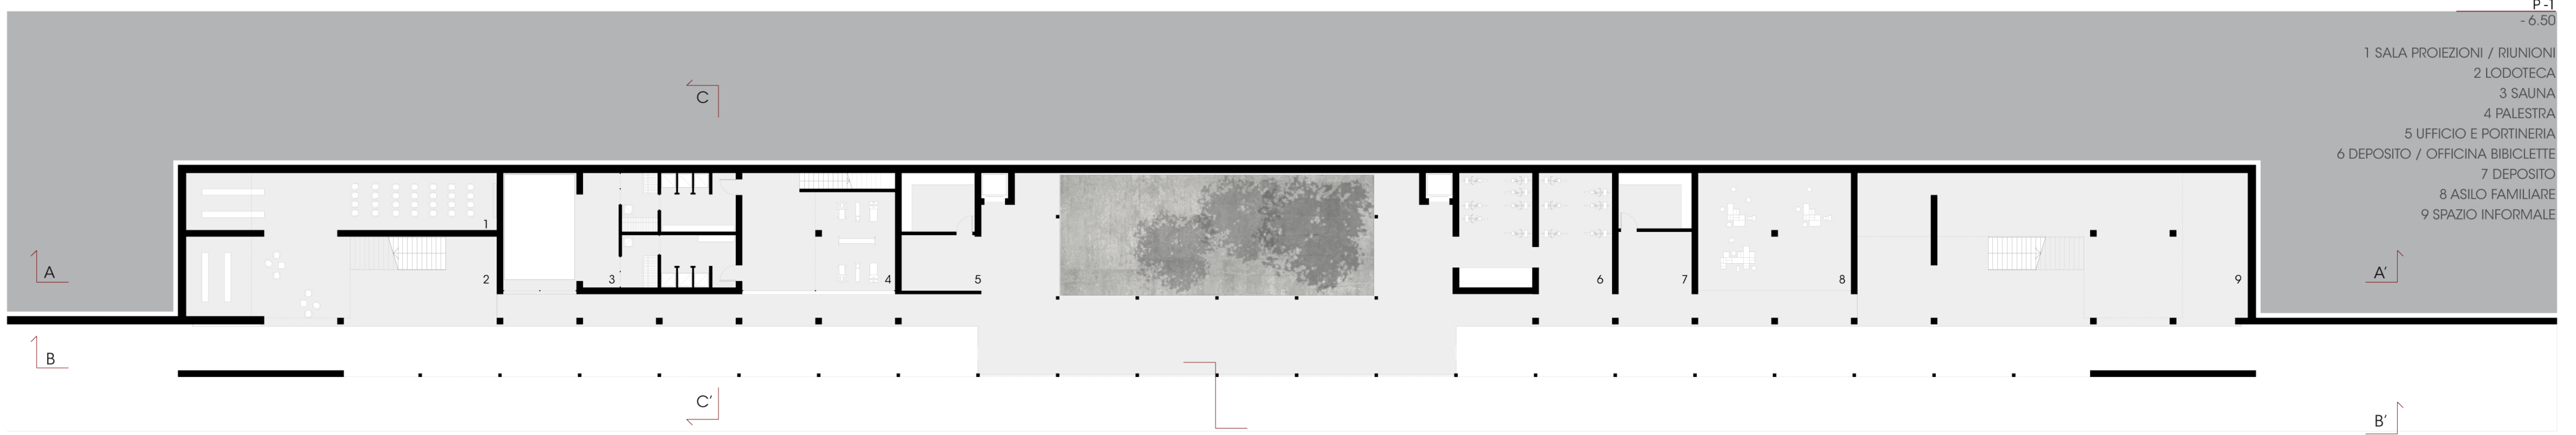 P -1
- 6.50
1 SALA PROIEZIONI / RIUNIONI
2 LODOTECA
3 SAUNA
4 PALESTRA
5 UFFICIO E PORTINERIA
6 DEPOSITO / OFFICINA BIBICLETTE
7 DEPOSITO
8 ASILO FAMILIARE
9 SPAZIO INFORMALE
C
1
2
3
4
5
6
7
8
9
A
A'
B
C'
B'